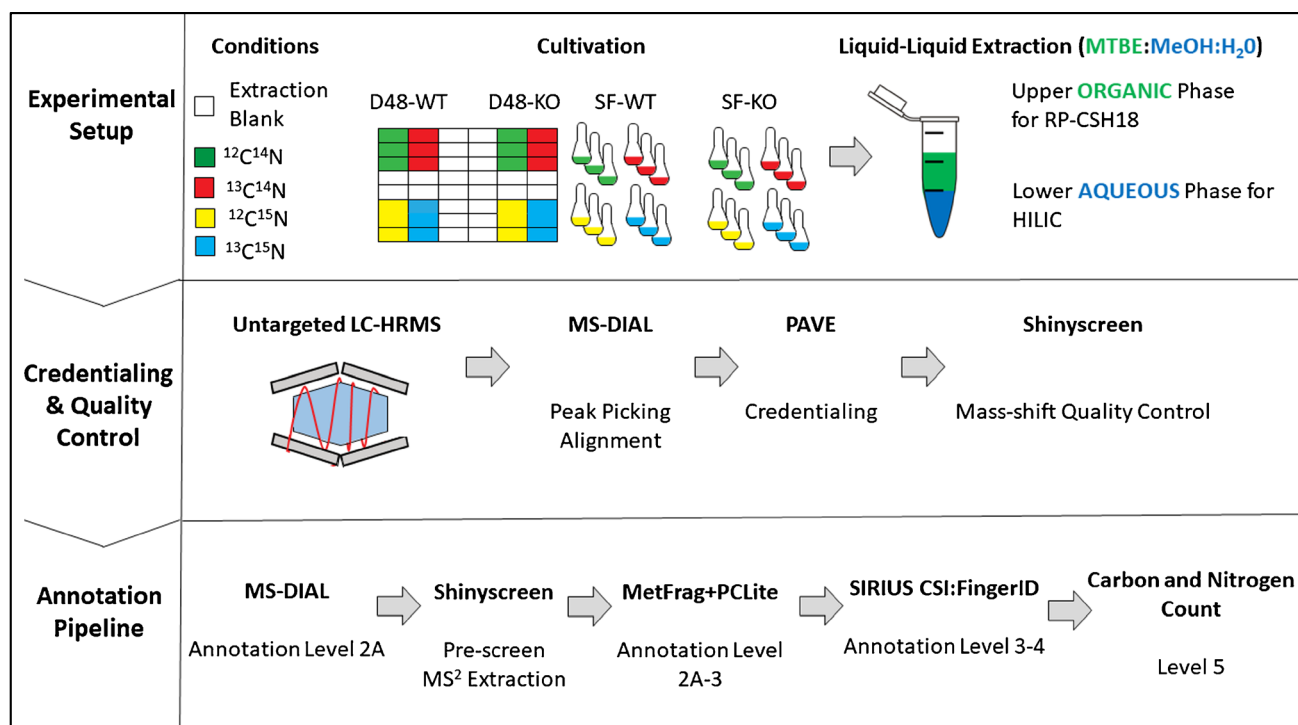 Experimental
Setup
Conditions
Extraction
Blank
¹²C¹⁴N
¹³C¹⁴N
¹²C¹⁵N
¹³C¹⁵N
Cultivation
D48-WT
D48-KO
SF-WT
SF-KO
Liquid-Liquid Extraction (MTBE:MeOH:H₂0)
Upper ORGANIC Phase
for RP-CSH18
Lower AQUEOUS Phase for
HILIC
Credentialing
& Quality
Control
Untargeted LC-HRMS
MS-DIAL
Peak Picking
Alignment
PAVE
Credentialing
Shinyscreen
Mass-shift Quality Control
Annotation
Pipeline
MS-DIAL
Annotation Level 2A
Shinyscreen
Pre-screen
MS² Extraction
MetFrag+PCLite
Annotation Level
2A-3
SIRIUS CSI:FingerID
Annotation Level 3-4
Carbon and Nitrogen
Count
Level 5